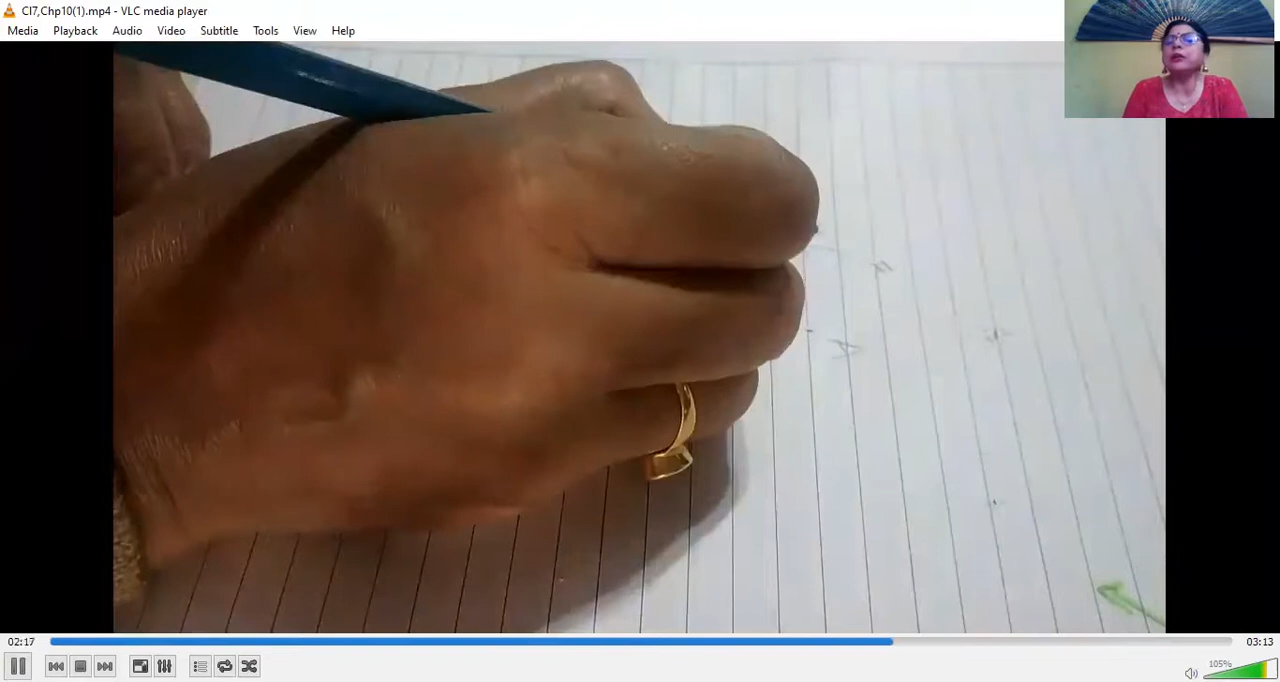 Cl7,Chp10(1).mp4 - VLC media player
Media Playback Audio Video Subtitle Tools View Help
A
02:17
03:13
105%